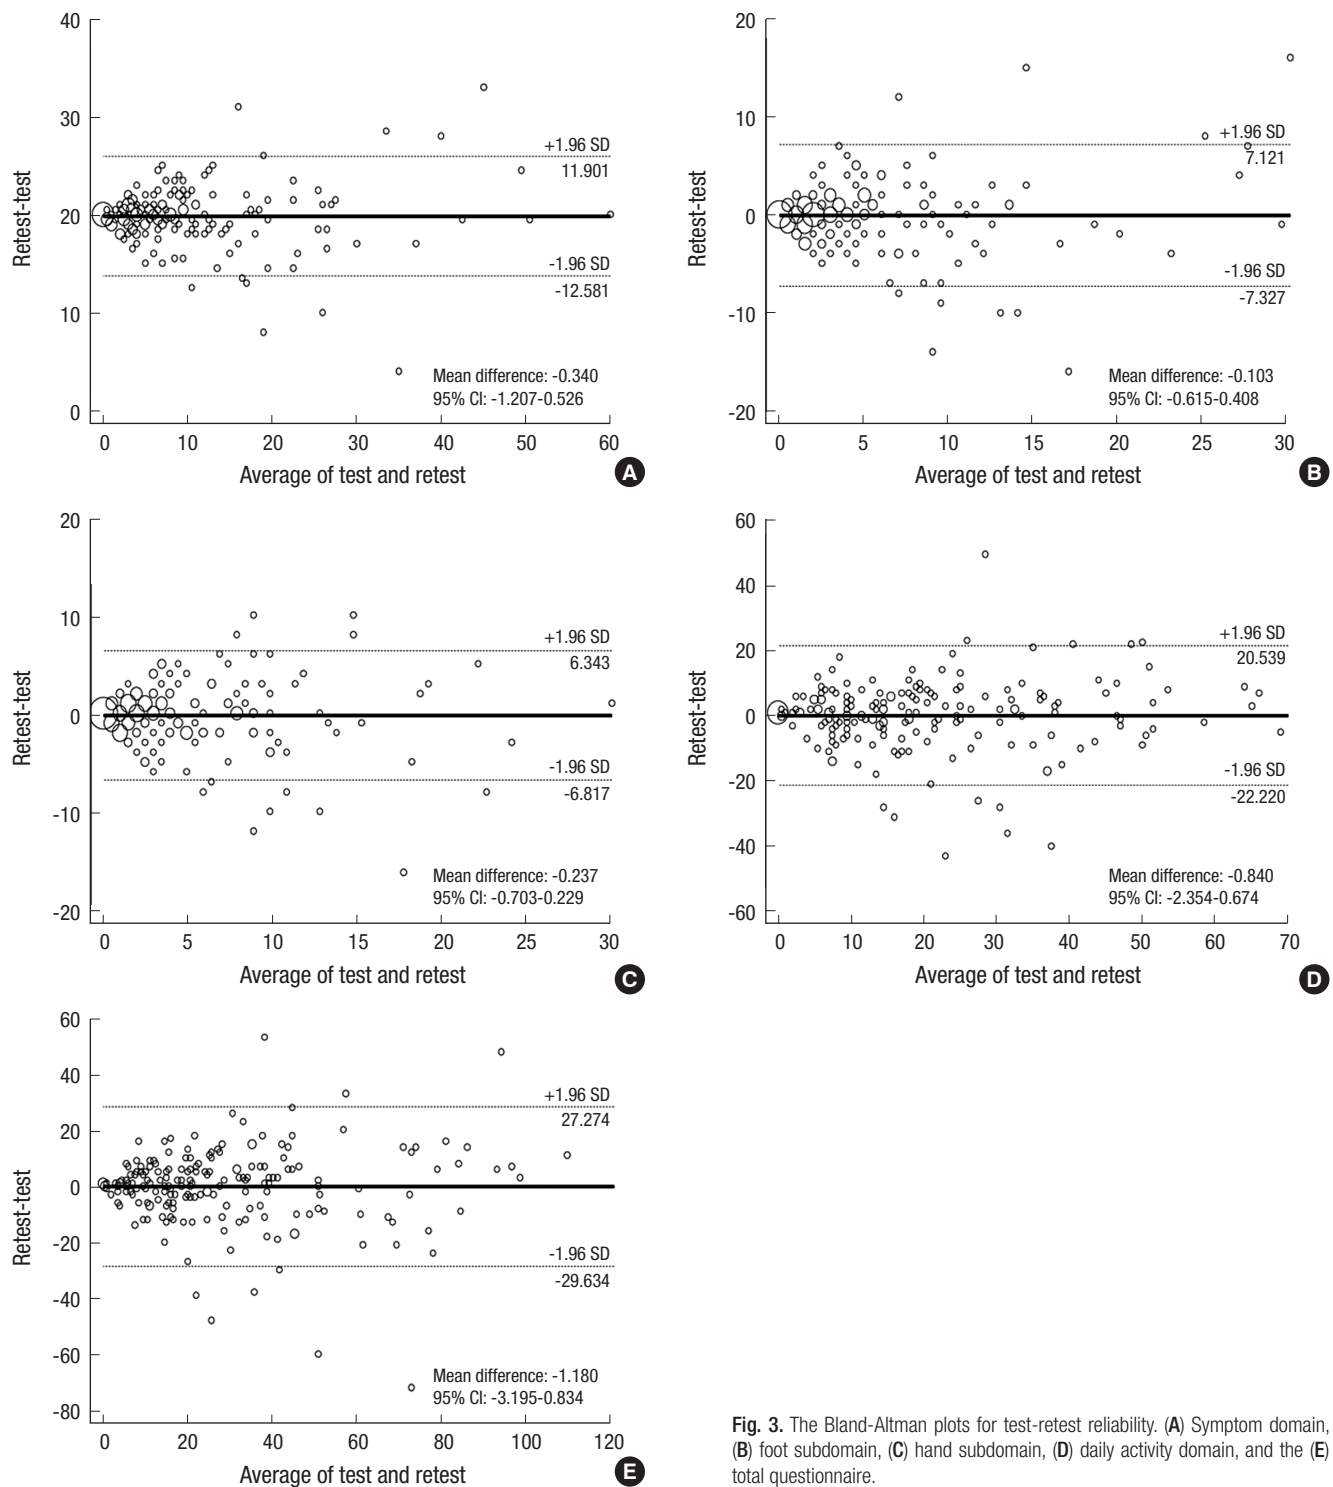 40
30
20
10
0
Retest-test
+1.96 SD
11.901
-1.96 SD
-12.581
Mean difference: -0.340
95% CI: -1.207-0.526
0 10 20 30 40 50 60
Average of test and retest
A
20
10
0
-10
-20
Retest-test
+1.96 SD
7.121
-1.96 SD
-7.327
Mean difference: -0.103
95% CI: -0.615-0.408
0 5 10 15 20 25 30
Average of test and retest
B
20
10
0
-10
-20
Retest-test
+1.96 SD
6.343
-1.96 SD
-6.817
Mean difference: -0.237
95% CI: -0.703-0.229
0 5 10 15 20 25 30
Average of test and retest
C
60
40
20
0
-20
-40
-60
Retest-test
+1.96 SD
20.539
-1.96 SD
-22.220
Mean difference: -0.840
95% CI: -2.354-0.674
0 10 20 30 40 50 60 70
Average of test and retest
D
60
40
20
0
-20
-40
-60
-80
Retest-test
+1.96 SD
27.274
-1.96 SD
-29.634
Mean difference: -1.180
95% CI: -3.195-0.834
0 20 40 60 80 100 120
Average of test and retest
E
Fig. 3. The Bland-Altman plots for test-retest reliability. (A) Symptom domain,
(B) foot subdomain, (C) hand subdomain, (D) daily activity domain, and the (E)
total questionnaire.